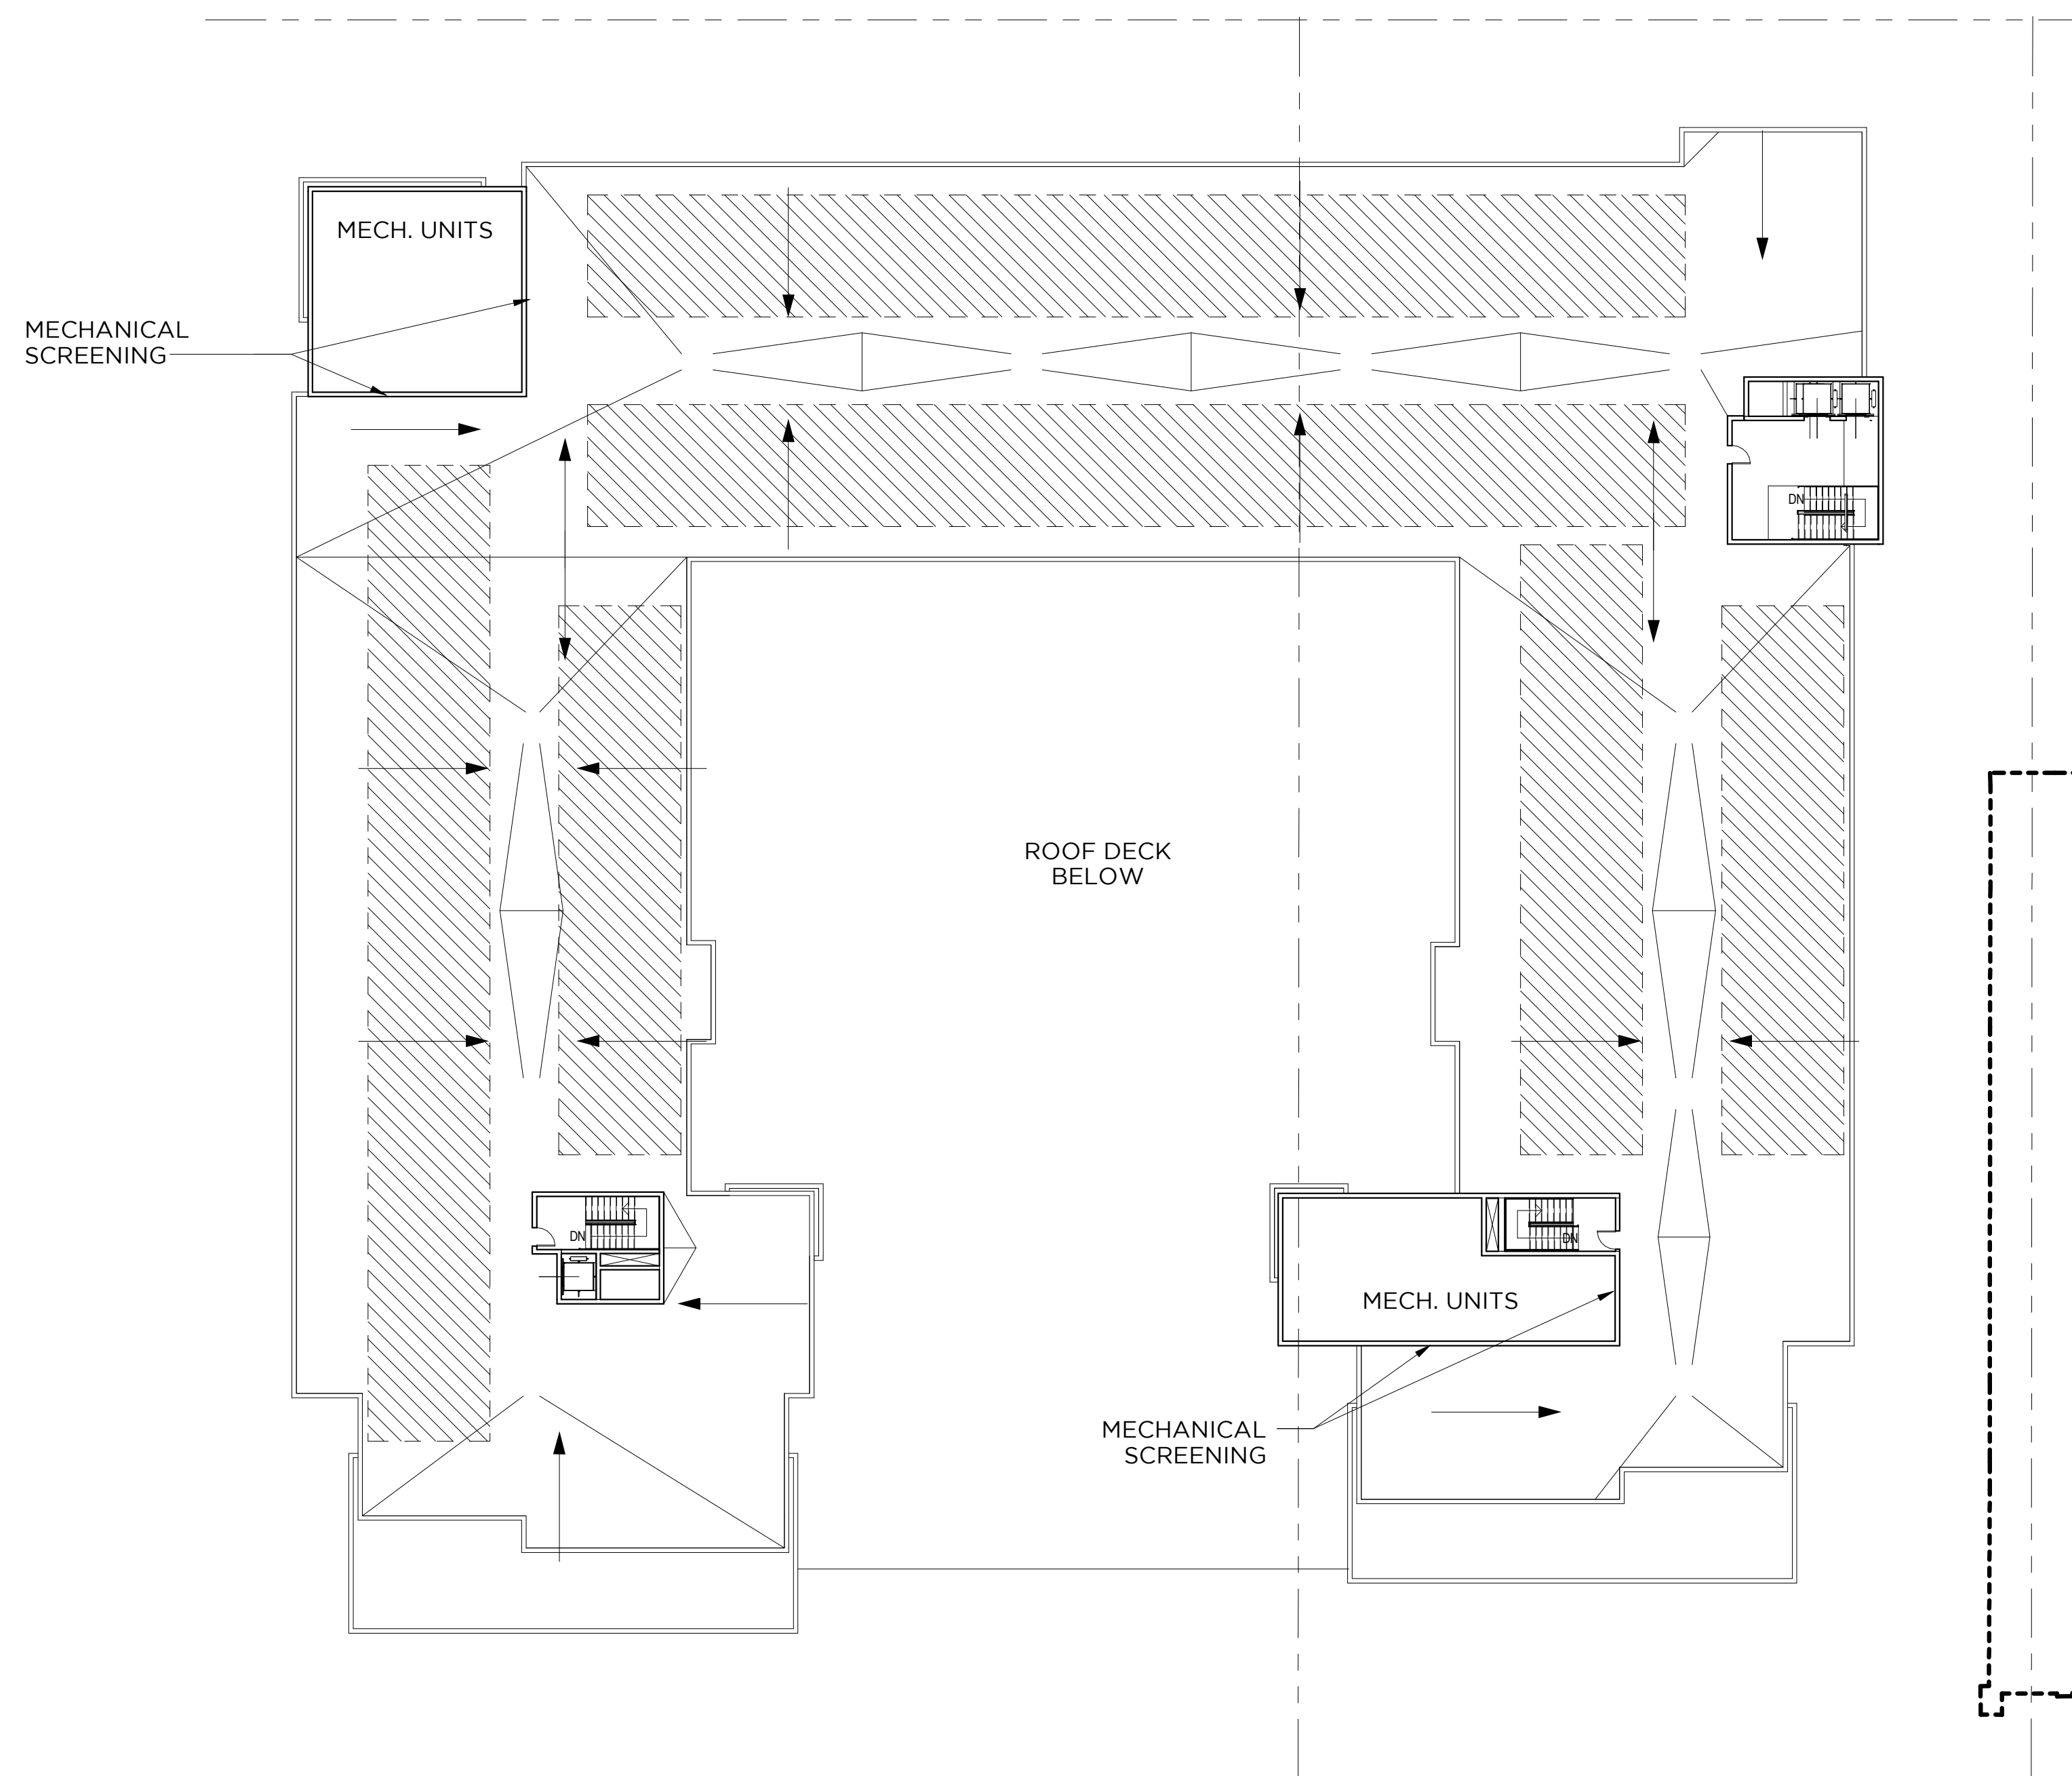 MECH. UNITS
MECHANICAL
SCREENING
DN
ROOF DECK
BELOW
DN
DN
MECH. UNITS
MECHANICAL
SCREENING